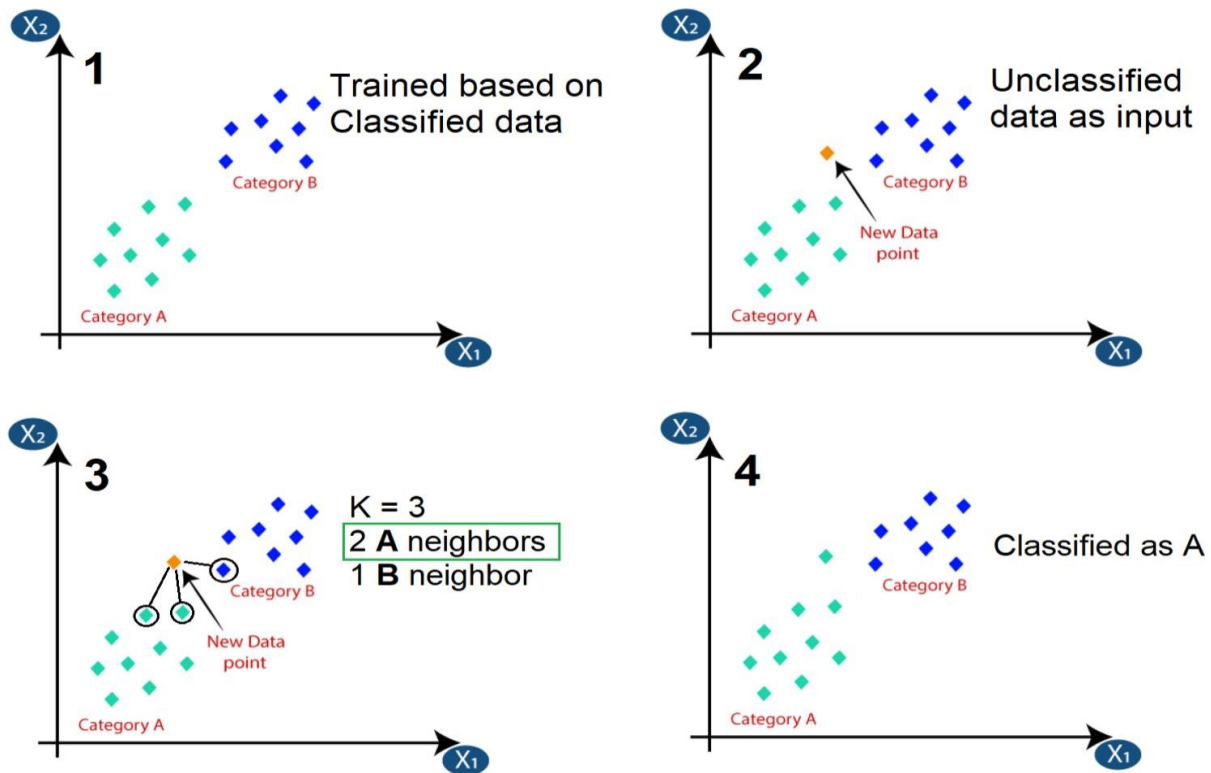 X₂
1
Trained based on
Classified data
Category B
Category A
X₁
X₂
2
Unclassified
data as input
Category B
New Data
point
Category A
X₁
X₂
3
K = 3
2 A neighbors
1 B neighbor
Category B
New Data
point
Category A
X₁
X₂
4
Classified as A
Category B
Category A
X₁